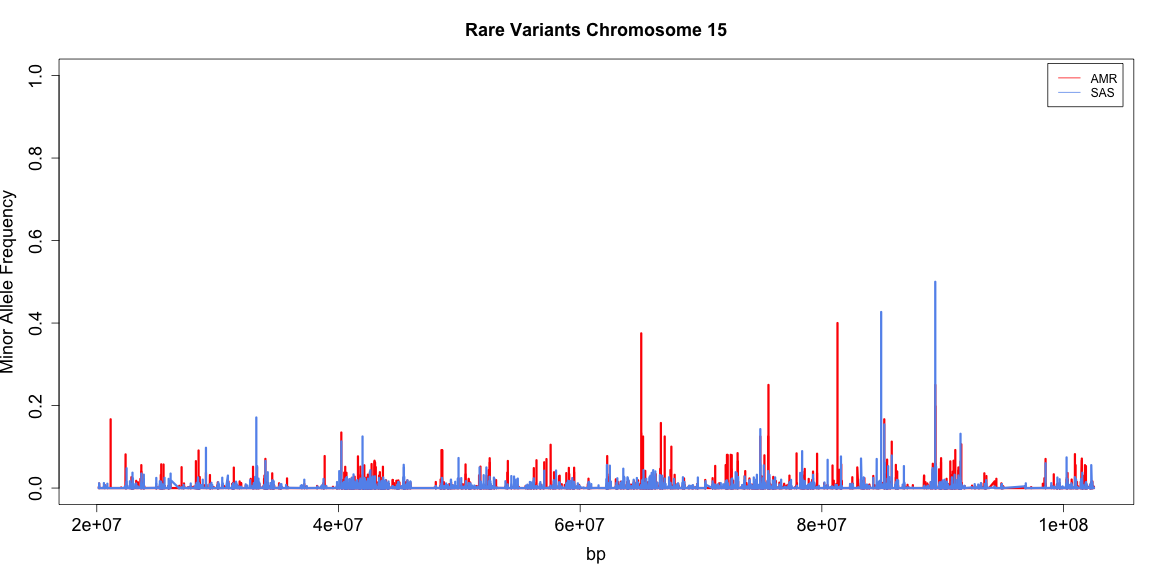 Rare Variants Chromosome 15
AMR
SAS
Minor Allele Frequency
1.0
0.8
0.6
0.4
0.2
0.0
2e+07 4e+07 6e+07 8e+07 1e+08
bp